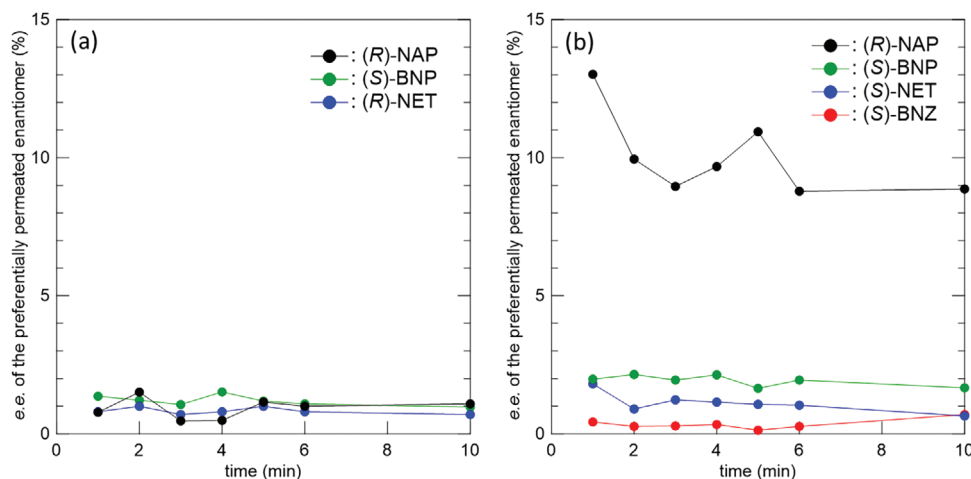 (a)
: (R)-NAP
: (S)-BNP
: (R)-NET
e.e. of the preferentially permeated enantiomer (%)
15
10
5
0
0 2 4 6 8 10
time (min)
(b)
: (R)-NAP
: (S)-BNP
: (S)-NET
: (S)-BNZ
e.e. of the preferentially permeated enantiomer (%)
15
10
5
0
0 2 4 6 8 10
time (min)